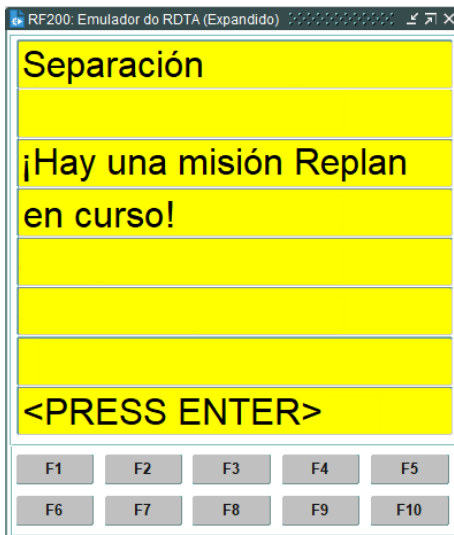 RF200: Emulador do RDTA (Expandido)
Separación
¡Hay una misión Replan
en curso!
<PRESS ENTER>
F1 F2 F3 F4 F5
F6 F7 F8 F9 F10